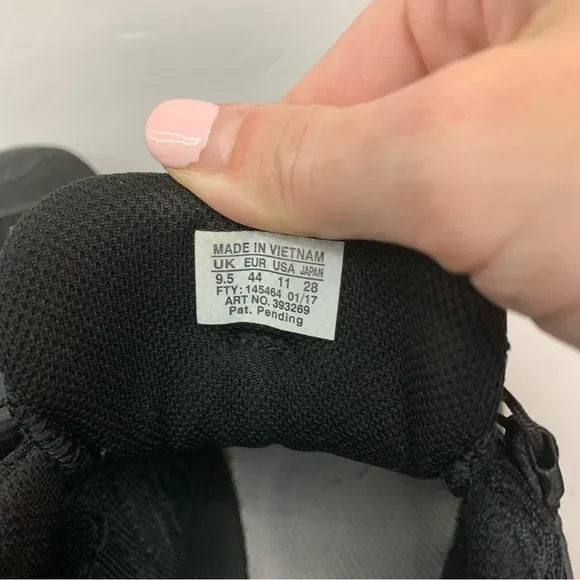 MADE IN VIETNAM
UK EUR USA JAPAN
9.5 44 11 28
FTY: 145464 01/17
ART NO. 393269
Pat. Pending